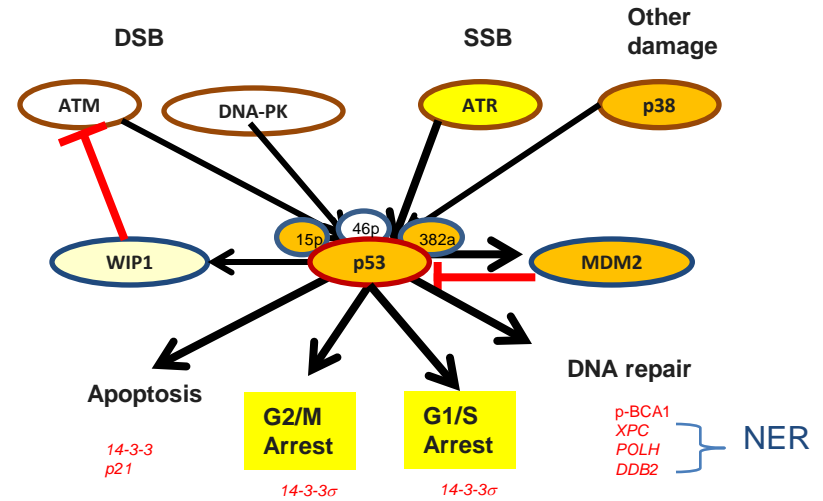 DSB
SSB
Other
damage
ATM
DNA-PK
ATR
p38
15p
46p
382a
WIP1
p53
MDM2
Apoptosis
14-3-3
p21
G2/M
Arrest
14-3-3σ
G1/S
Arrest
14-3-3σ
DNA repair
p-BCA1
XPC
POLH
DDB2
NER